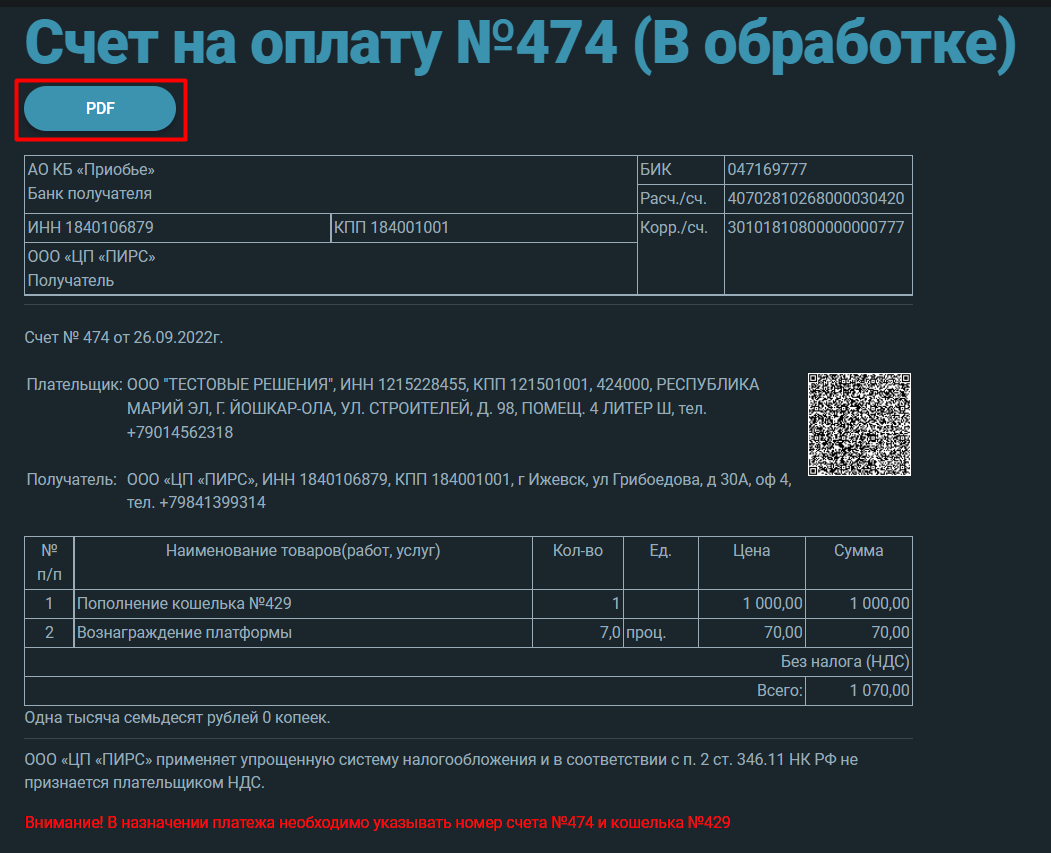 Счет на оплату №474 (В обработке)
PDF
АО КБ «Приобье»
Банк получателя
БИК 047169777
Расч./сч. 40702810268000030420
ИНН 1840106879 КПП 184001001
Корр./сч. 30101810800000000777
ООО «ЦП «ПИРС»
Получатель
Счет № 474 от 26.09.2022г.
Плательщик: ООО "ТЕСТОВЫЕ РЕШЕНИЯ", ИНН 1215228455, КПП 121501001, 424000, РЕСПУБЛИКА
МАРИЙ ЭЛ, Г. ЙОШКАР-ОЛА, УЛ. СТРОИТЕЛЕЙ, Д. 98, ПОМЕЩ. 4 ЛИТЕР Ш, тел.
+79014562318
Получатель: ООО «ЦП «ПИРС», ИНН 1840106879, КПП 184001001, г Ижевск, ул Грибоедова, д 30А, оф 4,
тел. +79841399314
№ п/п Наименование товаров(работ, услуг) Кол-во Ед. Цена Сумма
1 Пополнение кошелька №429 1 1 000,00 1 000,00
2 Вознаграждение платформы 7,0 проц. 70,00 70,00
Без налога (НДС)
Всего: 1 070,00
Одна тысяча семьдесят рублей 0 копеек.
ООО «ЦП «ПИРС» применяет упрощенную систему налогообложения и в соответствии с п. 2 ст. 346.11 НК РФ не
признается плательщиком НДС.
Внимание! В назначении платежа необходимо указывать номер счета №474 и кошелька №429